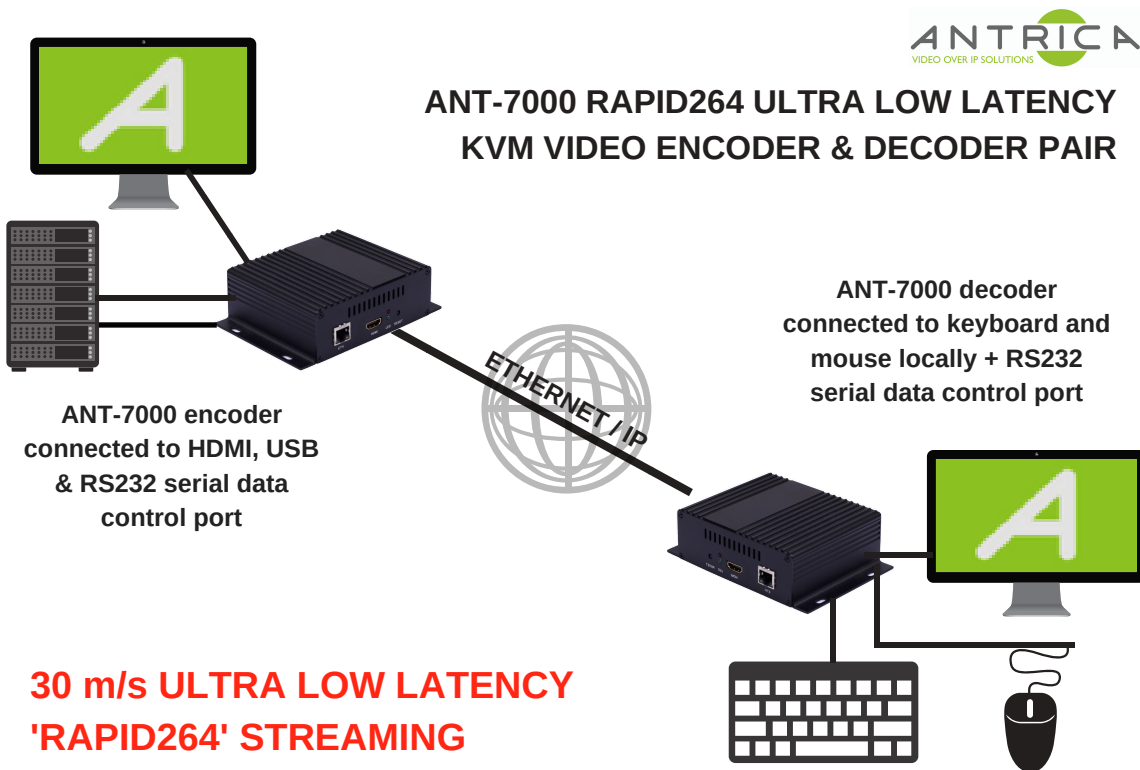 ANTRICA
VIDEO OVER IP SOLUTIONS
ANT-7000 RAPID264 ULTRA LOW LATENCY
KVM VIDEO ENCODER & DECODER PAIR
ANT-7000 decoder
connected to keyboard and
mouse locally + RS232
serial data control port
ETHERNET / IP
ANT-7000 encoder
connected to HDMI, USB
& RS232 serial data
control port
30 m/s ULTRA LOW LATENCY
'RAPID264' STREAMING